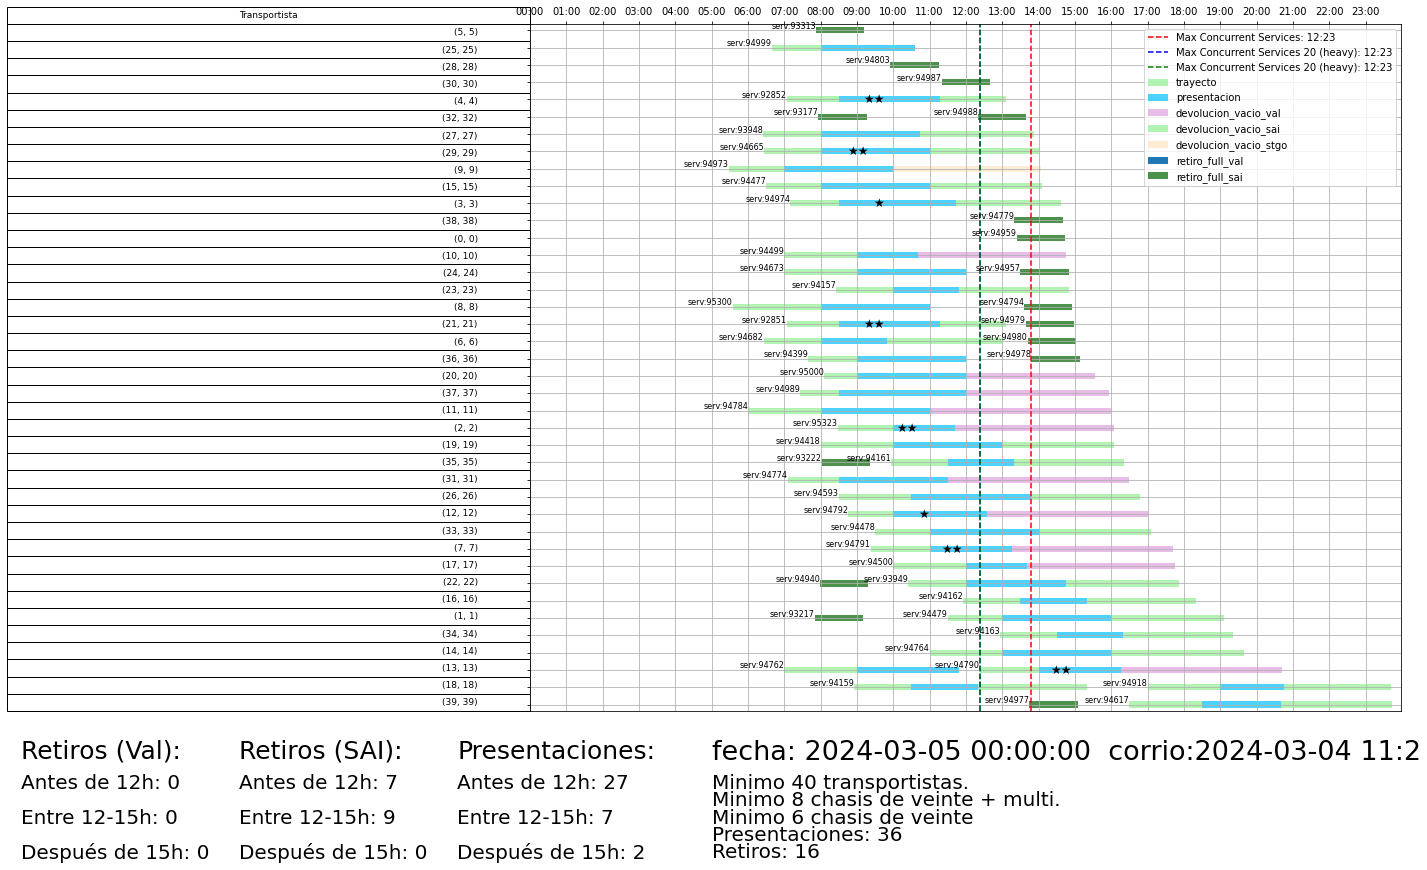 Transportista
00:00 01:00 02:00 03:00 04:00 05:00 06:00 07:00 08:00 09:00 10:00 11:00 12:00 13:00 14:00 15:00 16:00 17:00 18:00 19:00 20:00 21:00 22:00 23:00
(5, 5) serv:93313
(25, 25) serv:94999
(28, 28) serv:94803
(30, 30) serv:94987
(4, 4) serv:92852 ★★
(32, 32) serv:93177 serv:94988
(27, 27) serv:93948
(29, 29) serv:94665 ★★
(9, 9) serv:94973
(15, 15) serv:94477
(3, 3) serv:94974 ★
(38, 38) serv:94779
(0, 0) serv:94959
(10, 10) serv:94499
(24, 24) serv:94673 serv:94957
(23, 23) serv:94157
(8, 8) serv:95300 serv:94794
(21, 21) serv:92851 ★★ serv:94979
(6, 6) serv:94682 serv:94980
(36, 36) serv:94399 serv:94978
(20, 20) serv:95000
(37, 37) serv:94989
(11, 11) serv:94784
(2, 2) serv:95323 ★★
(19, 19) serv:94418
(35, 35) serv:93222 serv:94161
(31, 31) serv:94774
(26, 26) serv:94593
(12, 12) serv:94792 ★
(33, 33) serv:94478
(7, 7) serv:94791 ★★
(17, 17) serv:94500
(22, 22) serv:94940 serv:93949
(16, 16) serv:94162
(1, 1) serv:93217 serv:94479
(34, 34) serv:94163
(14, 14) serv:94764
(13, 13) serv:94762 serv:94790 ★★
(18, 18) serv:94159 serv:94918
(39, 39) serv:94977 serv:94617
Max Concurrent Services: 12:23
Max Concurrent Services 20 (heavy): 12:23
Max Concurrent Services 20 (heavy): 12:23
trayecto
presentacion
devolucion_vacio_val
devolucion_vacio_sai
devolucion_vacio_stgo
retiro_full_val
retiro_full_sai
Retiros (Val):
Antes de 12h: 0
Entre 12-15h: 0
Después de 15h: 0
Retiros (SAI):
Antes de 12h: 7
Entre 12-15h: 9
Después de 15h: 0
Presentaciones:
Antes de 12h: 27
Entre 12-15h: 7
Después de 15h: 2
fecha: 2024-03-05 00:00:00 corrio:2024-03-04 11:2
Minimo 40 transportistas.
Minimo 8 chasis de veinte + multi.
Minimo 6 chasis de veinte
Presentaciones: 36
Retiros: 16